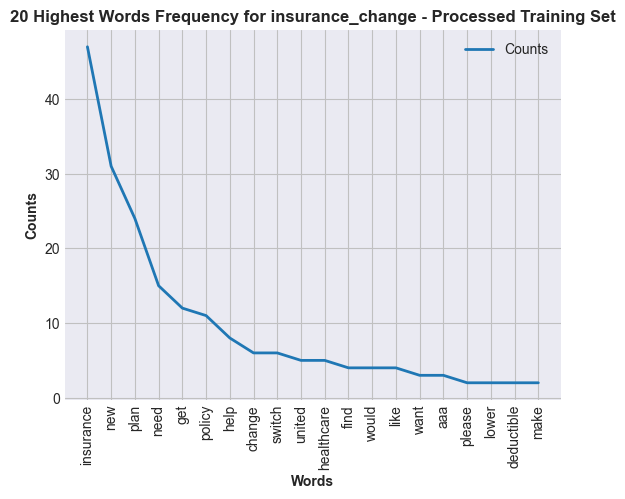 20 Highest Words Frequency for insurance_change - Processed Training Set
Counts
Counts
40
30
20
10
0
insurance
new
plan
need
get
policy
help
change
switch
united
healthcare
find
would
like
want
aaa
please
lower
deductible
make
Words